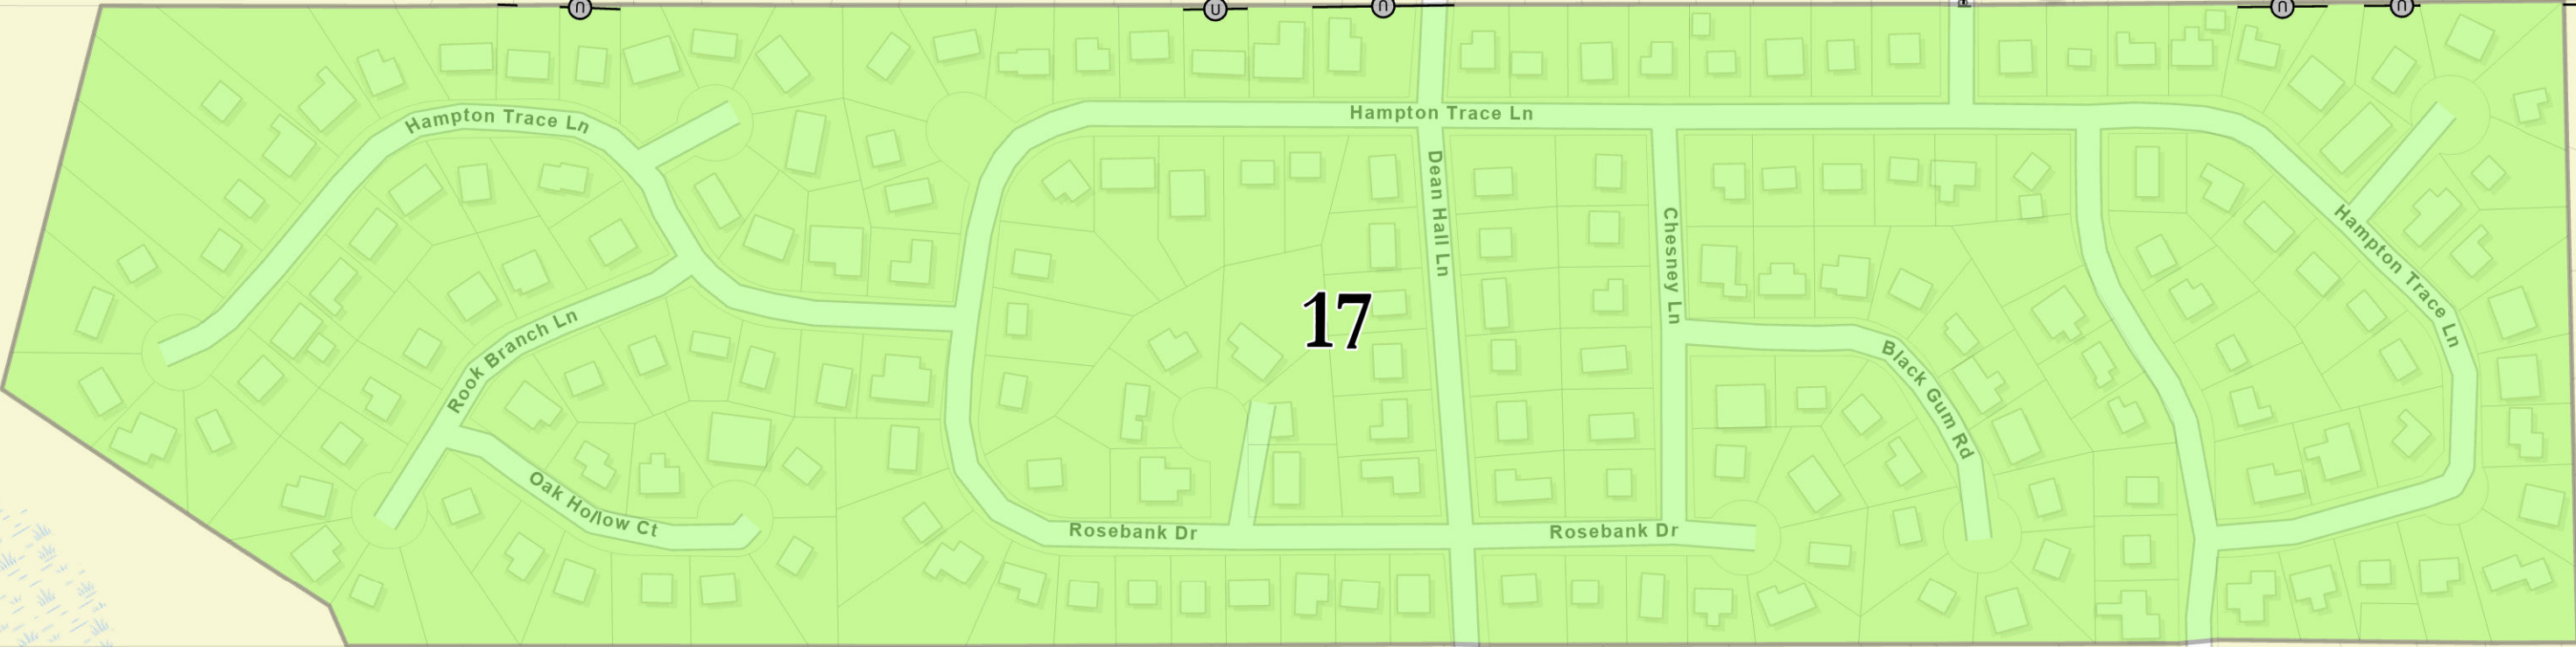 U
U
U
U
U
Hampton Trace Ln
Hampton Trace Ln
Dean Hall Ln
Chesney Ln
Hampton Trace Ln
17
Rook Branch Ln
Black Gum Rd
Oak Hollow Ct
Rosebank Dr
Rosebank Dr